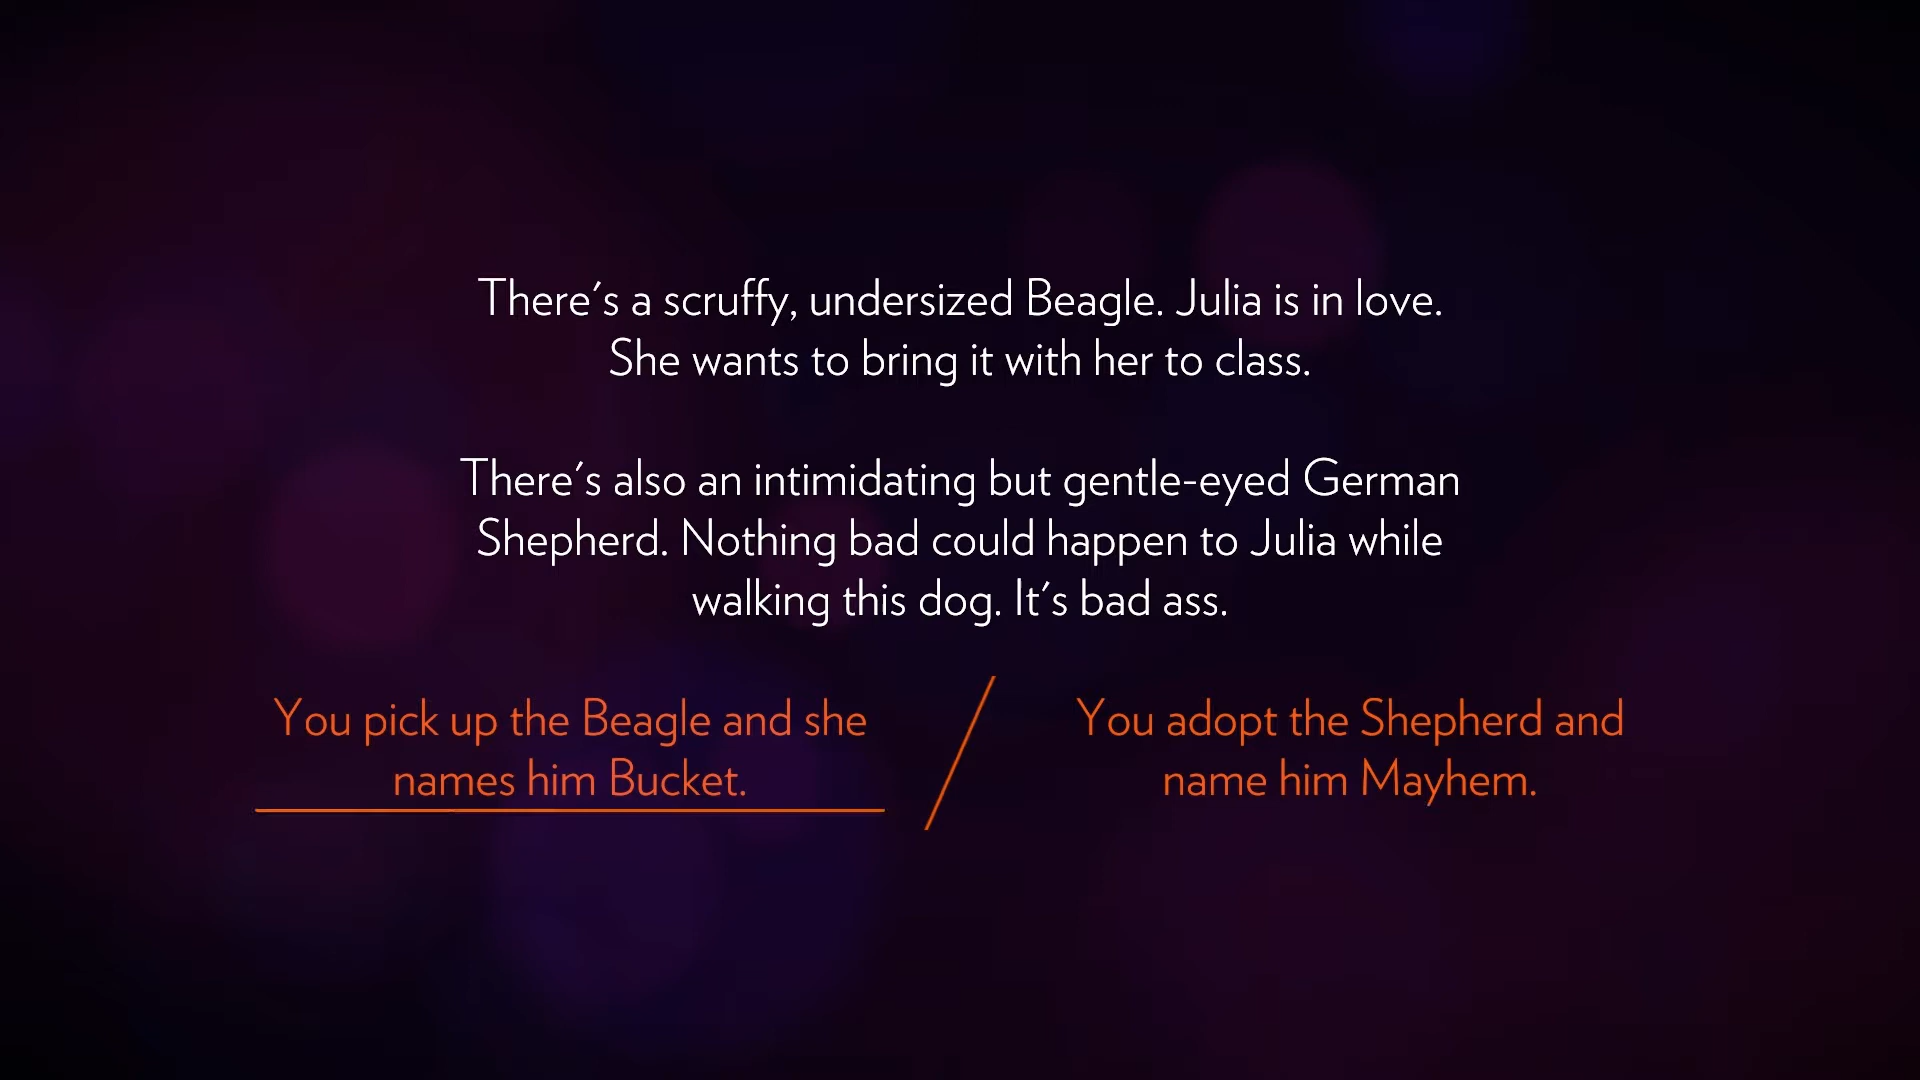 There's a scruffy, undersized Beagle. Julia is in love.
She wants to bring it with her to class.
There's also an intimidating but gentle-eyed German
Shepherd. Nothing bad could happen to Julia while
walking this dog. It's bad ass.
You pick up the Beagle and she
names him Bucket.
You adopt the Shepherd and
name him Mayhem.